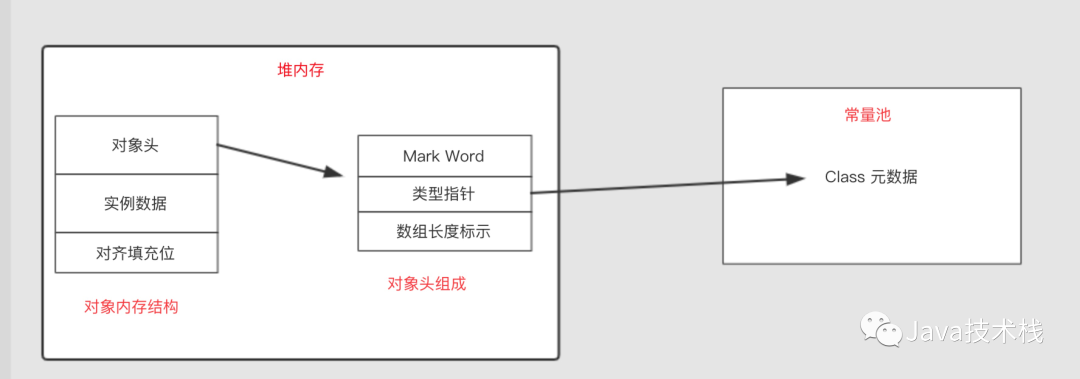 堆内存
对象头
实例数据
对齐填充位
对象内存结构
Mark Word
类型指针
数组长度标示
对象头组成
常量池
Class 元数据
Java技术栈